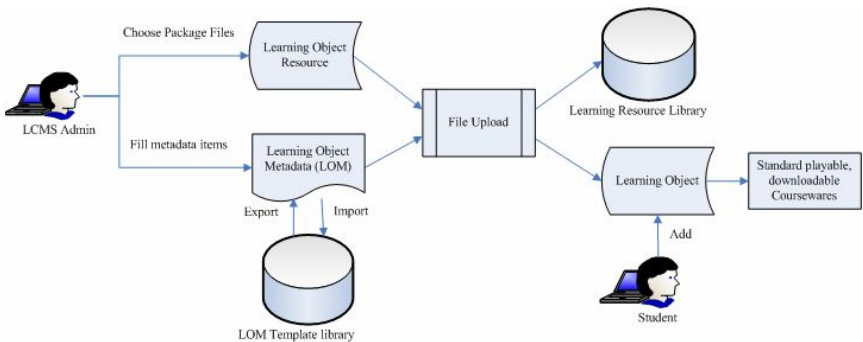 Choose Package Files
Learning Object
Resource
LCMS Admin
Fill metadata items
Learning Object
Metadata (LOM)
Export
Import
LOM Template library
File Upload
Learning Resource Library
Learning Object
Standard playable,
downloadable
Coursewares
Add
Student